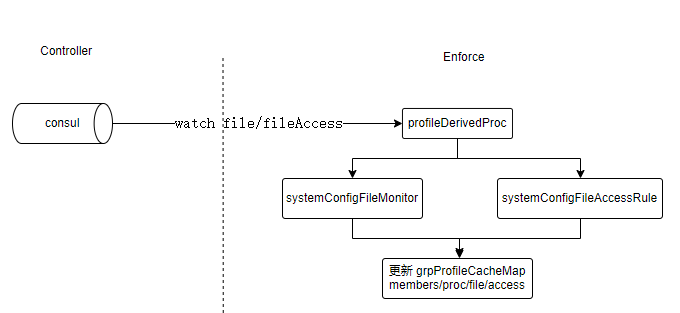 Controller
Enforce
consul
watch file/fileAccess
profileDerivedProc
systemConfigFileMonitor
systemConfigFileAccessRule
更新 grpProfileCacheMap
members/proc/file/access